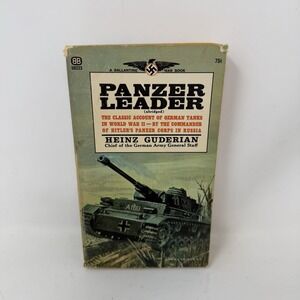 BB
A BALLANTINE WAR BOOK
75¢
PANZER
LEADER
(abridged)
THE CLASSIC ACCOUNT OF GERMAN TANKS
IN WORLD WAR II—BY THE COMMANDER
OF HITLER'S PANZER CORPS IN RUSSIA
HEINZ GUDERIAN
Chief of the German Army General Staff